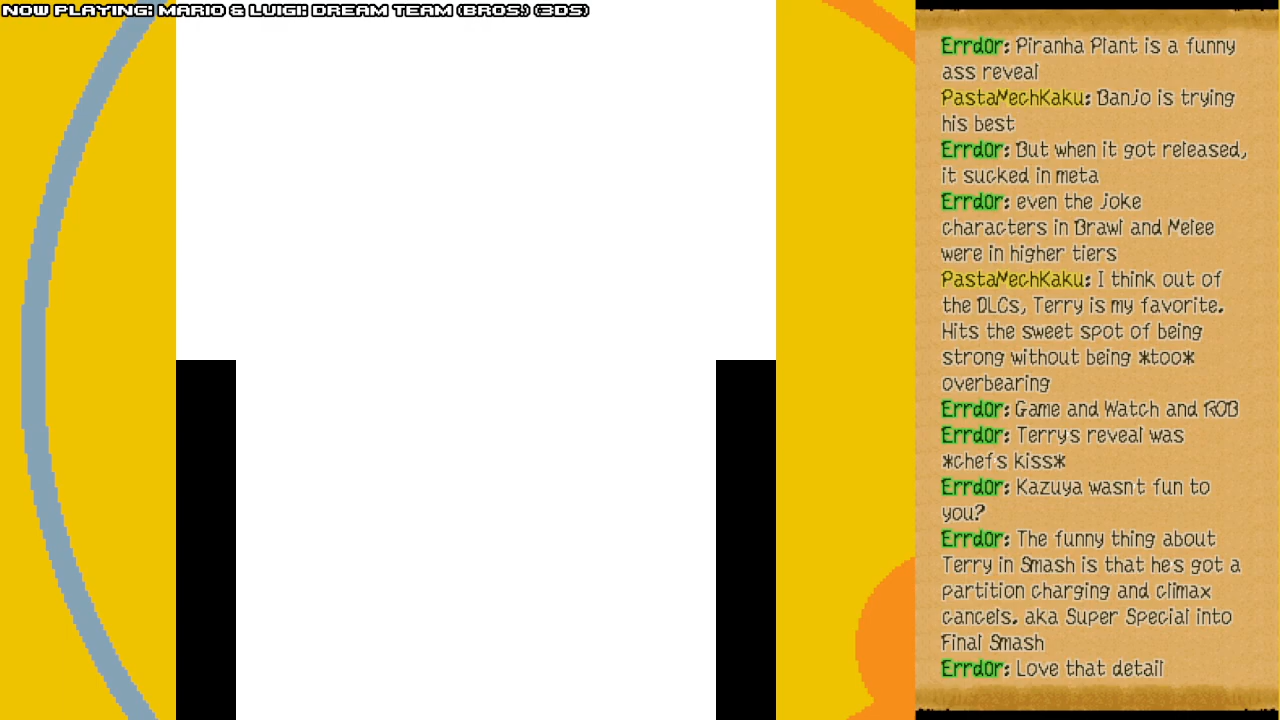 NOW PLAYING: MARIO & LUIGI: DREAM TEAM (BROS.) (3DS)
Errd0r: Piranha Plant is a funny
ass reveal
PastaMechKaku: Banjo is trying
his best
Errd0r: But when it got released,
it sucked in meta
Errd0r: even the joke
characters in Brawl and Melee
were in higher tiers
PastaMechKaku: I think out of
the DLCs, Terry is my favorite.
Hits the sweet spot of being
strong without being *too*
overbearing
Errd0r: Game and Watch and ROB
Errd0r: Terrys reveal was
*chefs kiss*
Errd0r: Kazuya wasnt fun to
you?
Errd0r: The funny thing about
Terry in Smash is that hes got a
partition charging and climax
cancels. aka Super Special into
Final Smash
Errd0r: Love that detail